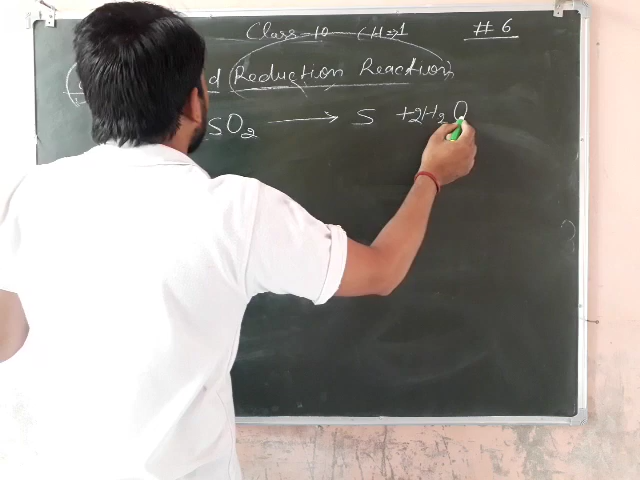 Class-10 CH-1 # 6
d Reduction Reaction
SO₂ → S +2H₂O